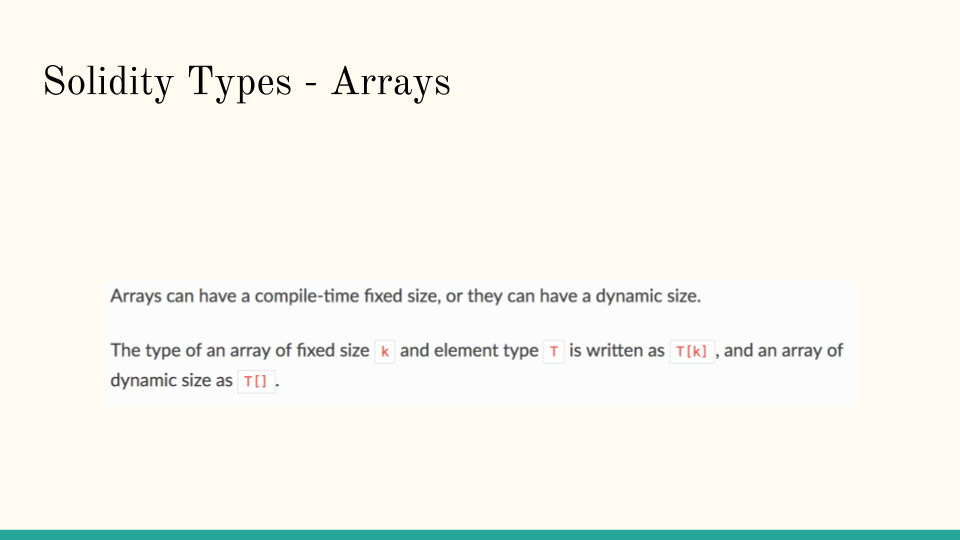 Solidity Types - Arrays
Arrays can have a compile-time fixed size, or they can have a dynamic size.
The type of an array of fixed size k and element type T is written as T[k] , and an array of
dynamic size as T[] .